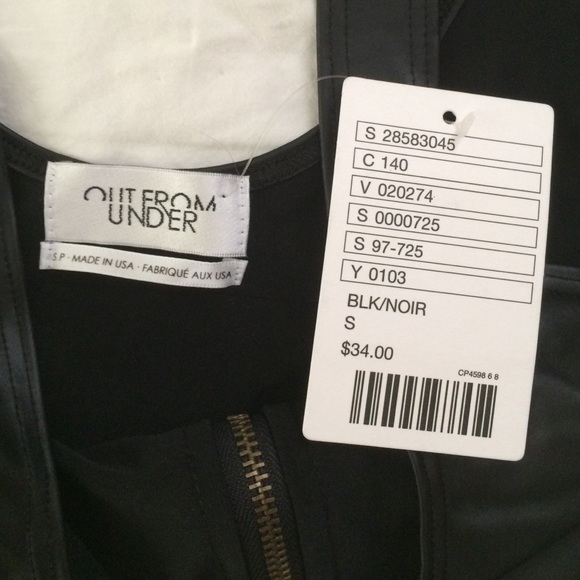 OUT FROM
UNDER
S P · MADE IN USA · FABRIQUÉ AUX USA
S 28583045
C 140
V 020274
S 0000725
S 97-725
Y 0103
BLK/NOIR
S
$34.00
CP4598 6 8